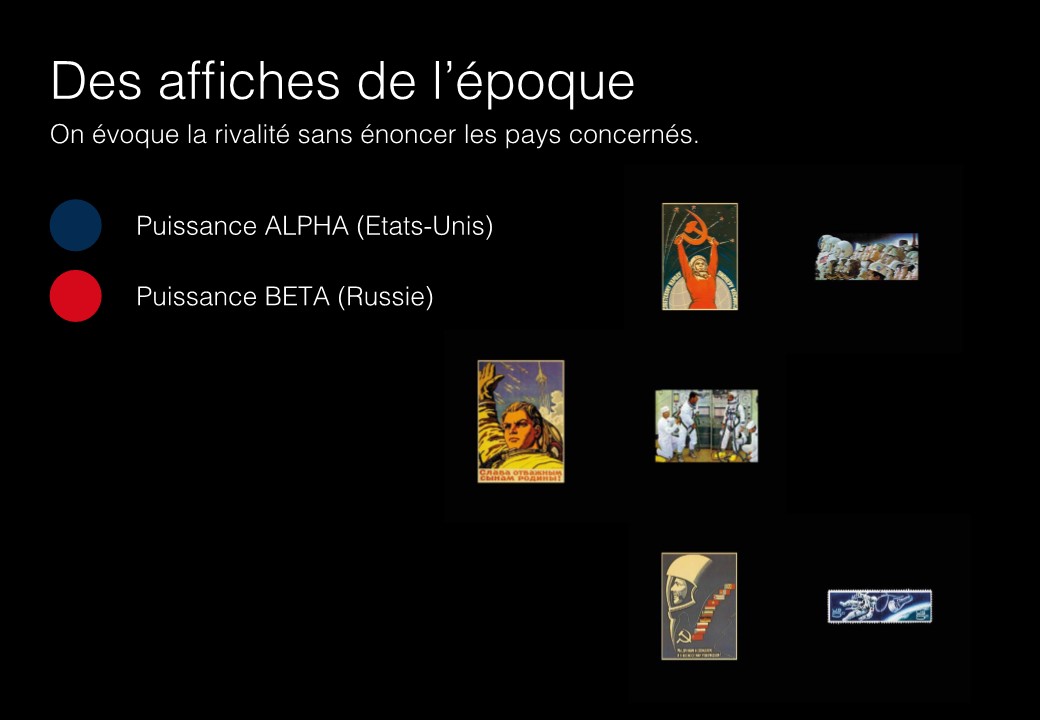 Des affiches de l’époque
On évoque la rivalité sans énoncer les pays concernés.
Puissance ALPHA (Etats-Unis)
Puissance BETA (Russie)
Слава отважным
сынам родины!